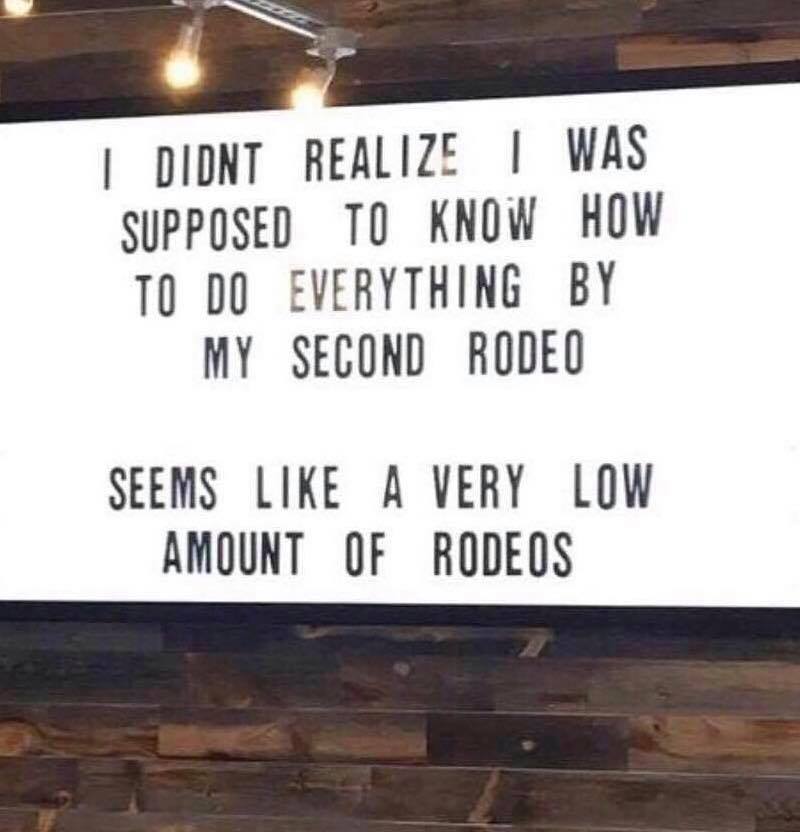 I DIDNT REALIZE I WAS
SUPPOSED TO KNOW HOW
TO DO EVERYTHING BY
MY SECOND RODEO
SEEMS LIKE A VERY LOW
AMOUNT OF RODEOS